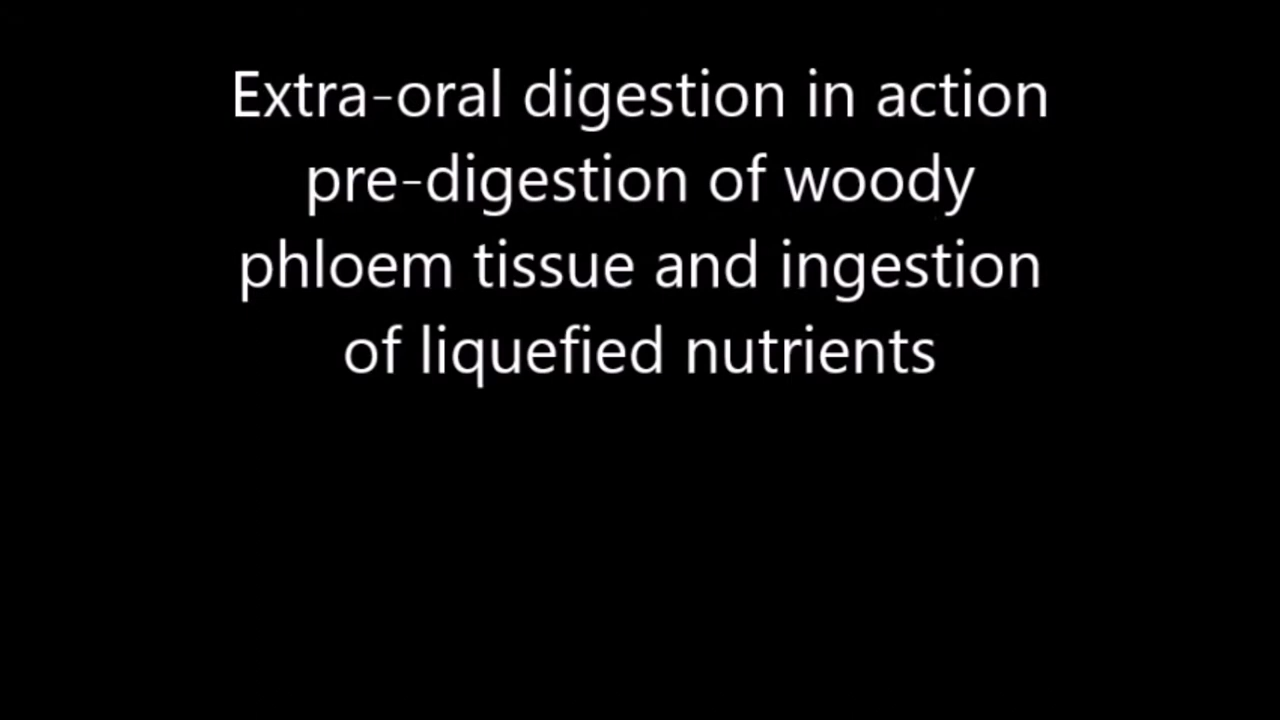 Extra-oral digestion in action
pre-digestion of woody
phloem tissue and ingestion
of liquefied nutrients